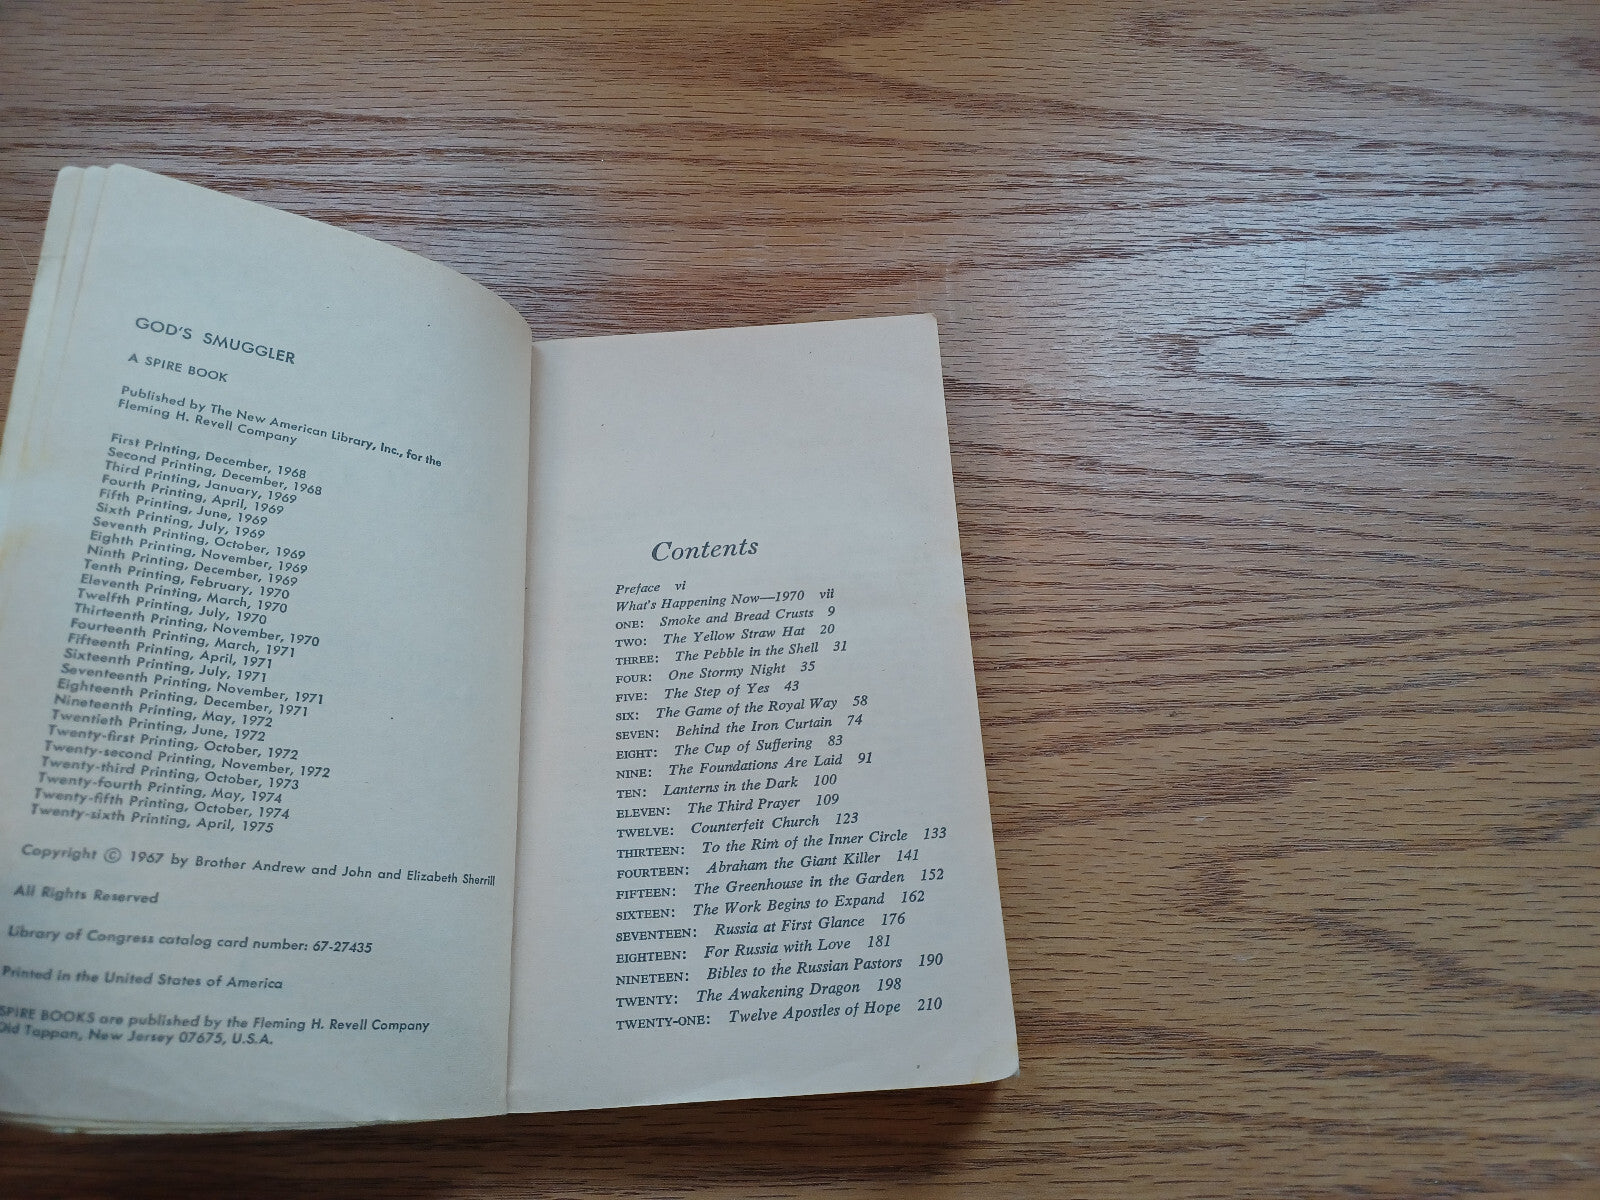 GOD'S SMUGGLER
A SPIRE BOOK
Published by The New American Library, Inc., for the
Fleming H. Revell Company
First Printing, December, 1968
Second Printing, December, 1968
Third Printing, January, 1969
Fourth Printing, April, 1969
Fifth Printing, June, 1969
Sixth Printing, July, 1969
Seventh Printing, October, 1969
Eighth Printing, November, 1969
Ninth Printing, December, 1969
Tenth Printing, February, 1970
Eleventh Printing, March, 1970
Twelfth Printing, July, 1970
Thirteenth Printing, November, 1970
Fourteenth Printing, March, 1971
Fifteenth Printing, April, 1971
Sixteenth Printing, July, 1971
Seventeenth Printing, November, 1971
Eighteenth Printing, December, 1971
Nineteenth Printing, May, 1972
Twentieth Printing, June, 1972
Twenty-first Printing, October, 1972
Twenty-second Printing, November, 1972
Twenty-third Printing, October, 1973
Twenty-fourth Printing, May, 1974
Twenty-fifth Printing, October, 1974
Twenty-sixth Printing, April, 1975
Copyright © 1967 by Brother Andrew and John and Elizabeth Sherrill
All Rights Reserved
Library of Congress catalog card number: 67-27435
Printed in the United States of America
SPIRE BOOKS are published by the Fleming H. Revell Company
Old Tappan, New Jersey 07675, U.S.A.
Contents
Preface vi
What's Happening Now—1970 vii
ONE: Smoke and Bread Crusts 9
TWO: The Yellow Straw Hat 20
THREE: The Pebble in the Shell 31
FOUR: One Stormy Night 35
FIVE: The Step of Yes 43
SIX: The Game of the Royal Way 58
SEVEN: Behind the Iron Curtain 74
EIGHT: The Cup of Suffering 83
NINE: The Foundations Are Laid 91
TEN: Lanterns in the Dark 100
ELEVEN: The Third Prayer 109
TWELVE: Counterfeit Church 123
THIRTEEN: To the Rim of the Inner Circle 133
FOURTEEN: Abraham the Giant Killer 141
FIFTEEN: The Greenhouse in the Garden 152
SIXTEEN: The Work Begins to Expand 162
SEVENTEEN: Russia at First Glance 176
EIGHTEEN: For Russia with Love 181
NINETEEN: Bibles to the Russian Pastors 190
TWENTY: The Awakening Dragon 198
TWENTY-ONE: Twelve Apostles of Hope 210